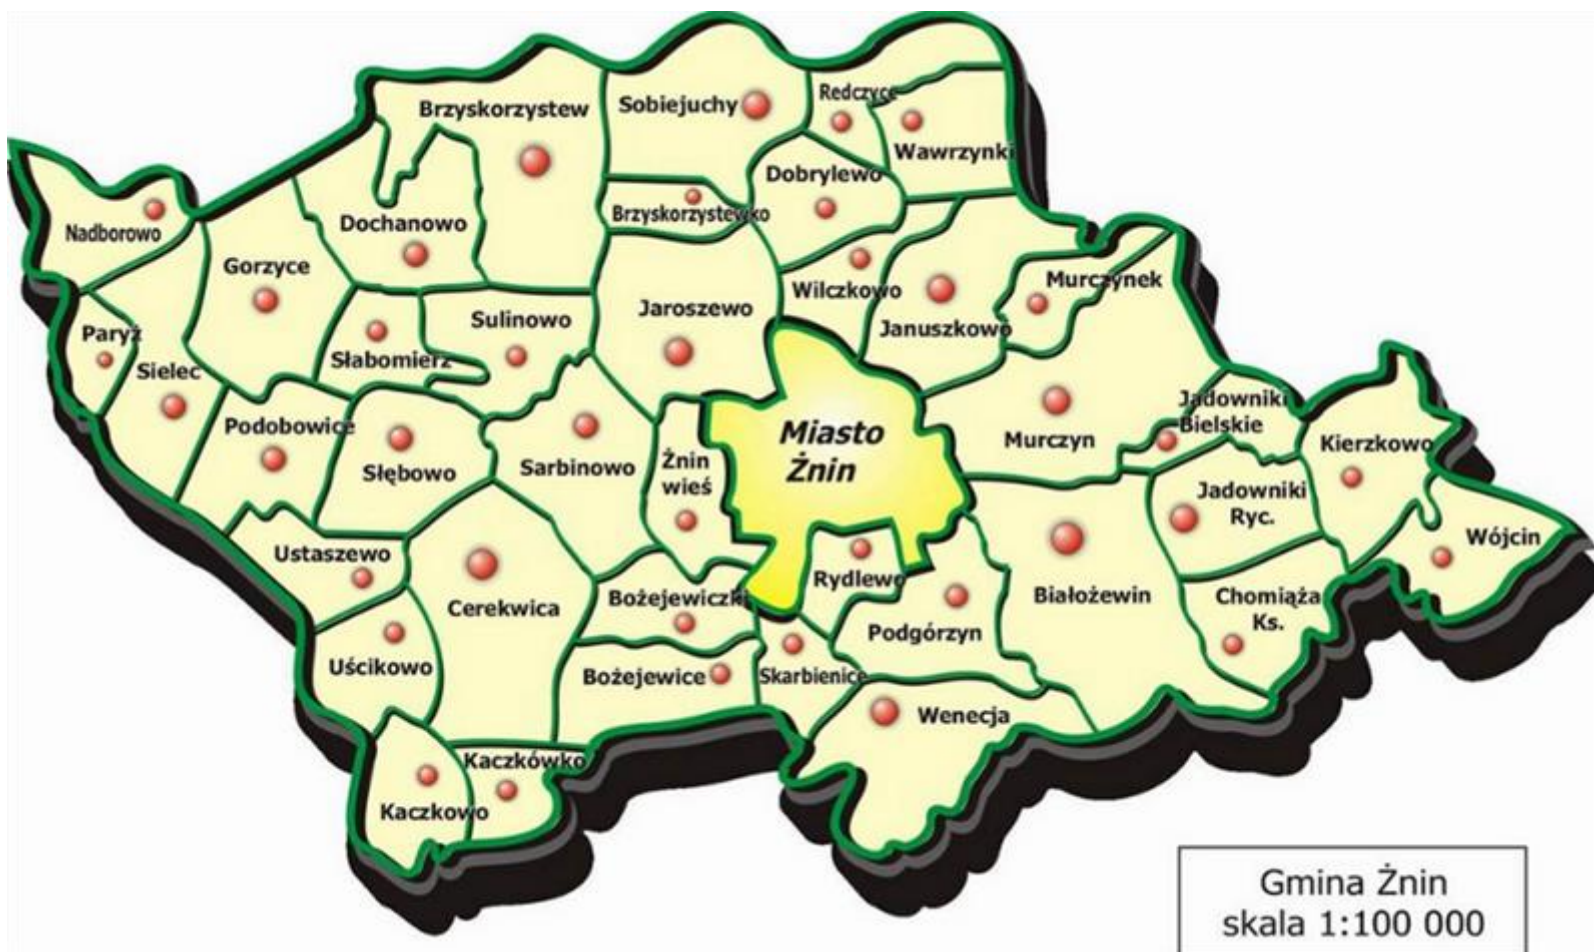 Brzyskorzystew
Sobiejuchy
Redczyce
Wawrzynki
Dobrylewo
Brzyskorzystewko
Nadborowo
Dochanowo
Gorzyce
Wilczkowo
Murczynek
Januszkowo
Jaroszewo
Sulinowo
Paryż
Słabomierz
Sielec
Podobowice
Słębowo
Sarbinowo
Żnin
wieś
Miasto
Żnin
Murczyn
Jadowniki
Bielskie
Kierzkowo
Jadowniki
Ryc.
Wójcin
Ustaszewo
Cerekwica
Bożejewiczki
Rydlewo
Białożewin
Chomiąża
Ks.
Podgórzyn
Uścikowo
Bożejewice
Skarbienice
Wenecja
Kaczkówko
Kaczkowo
Gmina Żnin
skala 1:100 000